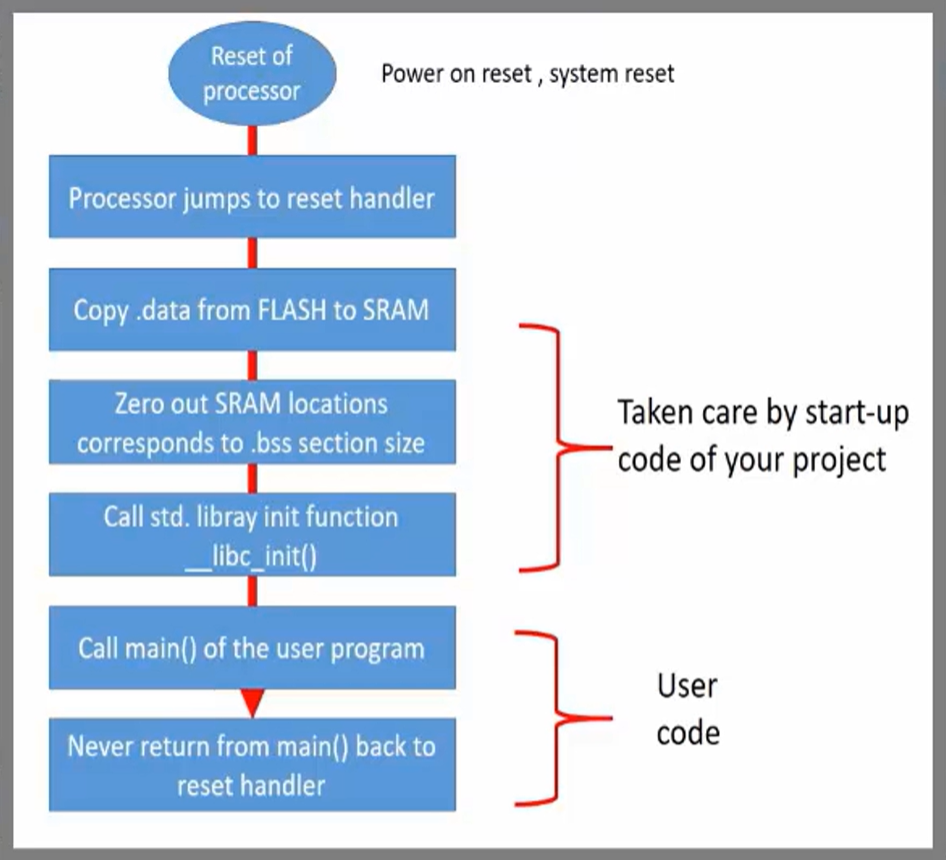 Reset of
processor
Power on reset , system reset
Processor jumps to reset handler
Copy .data from FLASH to SRAM
Zero out SRAM locations
corresponds to .bss section size
Call std. libray init function
__libc_init()
Taken care by start-up
code of your project
Call main() of the user program
Never return from main() back to
reset handler
User
code